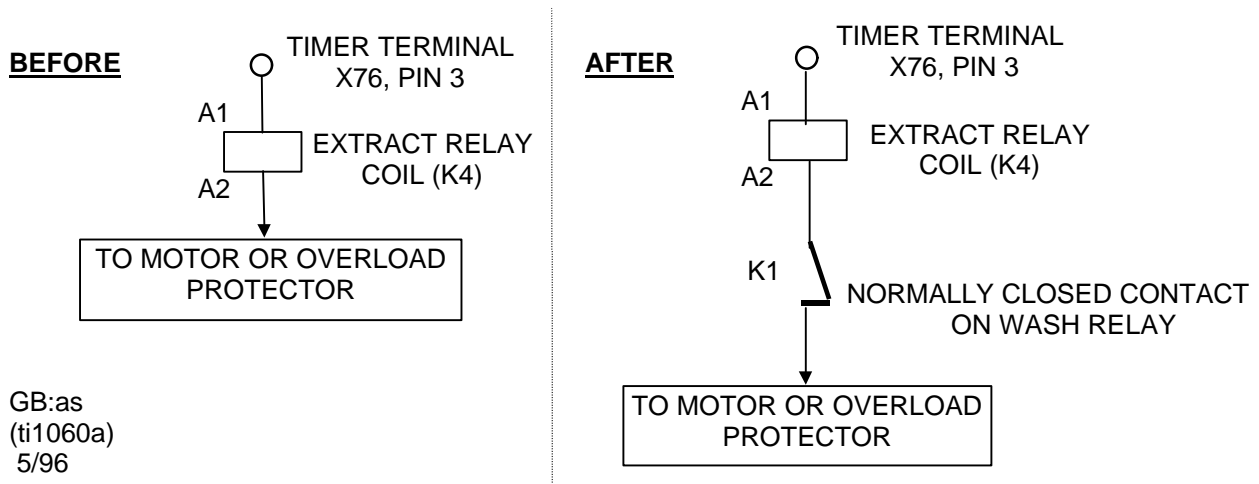 BEFORE
TIMER TERMINAL
X76, PIN 3
A1
EXTRACT RELAY
COIL (K4)
A2
TO MOTOR OR OVERLOAD
PROTECTOR
GB:as
(ti1060a)
5/96
AFTER
TIMER TERMINAL
X76, PIN 3
A1
EXTRACT RELAY
COIL (K4)
A2
K1
NORMALLY CLOSED CONTACT
ON WASH RELAY
TO MOTOR OR OVERLOAD
PROTECTOR